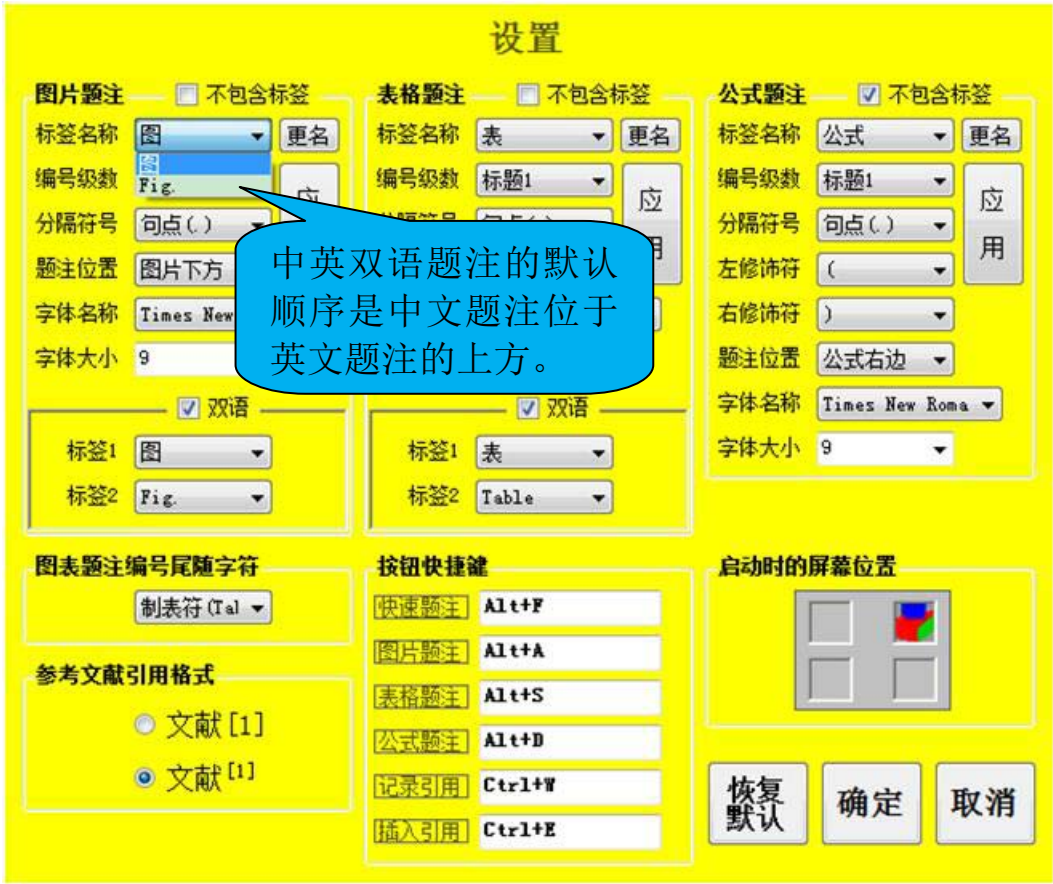 设置
图片题注 不包含标签
标签名称 图 更名
图
Fig.
编号级数 应
分隔符号 句点(.)
题注位置 图片下方
字体名称 Times New
字体大小 9
双语
标签1 图
标签2 Fig.
表格题注 不包含标签
标签名称 表 更名
编号级数 标题1 应
用
中英双语题注的默认
顺序是中文题注位于
英文题注的上方。
双语
标签1 表
标签2 Table
公式题注 不包含标签
标签名称 公式 更名
编号级数 标题1 应
分隔符号 句点(.) 用
左修饰符 (
右修饰符 )
题注位置 公式右边
字体名称 Times New Roma
字体大小 9
图表题注编号尾随字符
制表符(Tal
参考文献引用格式
文献[1]
文献[1]
按钮快捷键
快速题注 Alt+F
图片题注 Alt+A
表格题注 Alt+S
公式题注 Alt+D
记录引用 Ctrl+W
插入引用 Ctrl+E
启动时的屏幕位置
恢复
默认
确定
取消